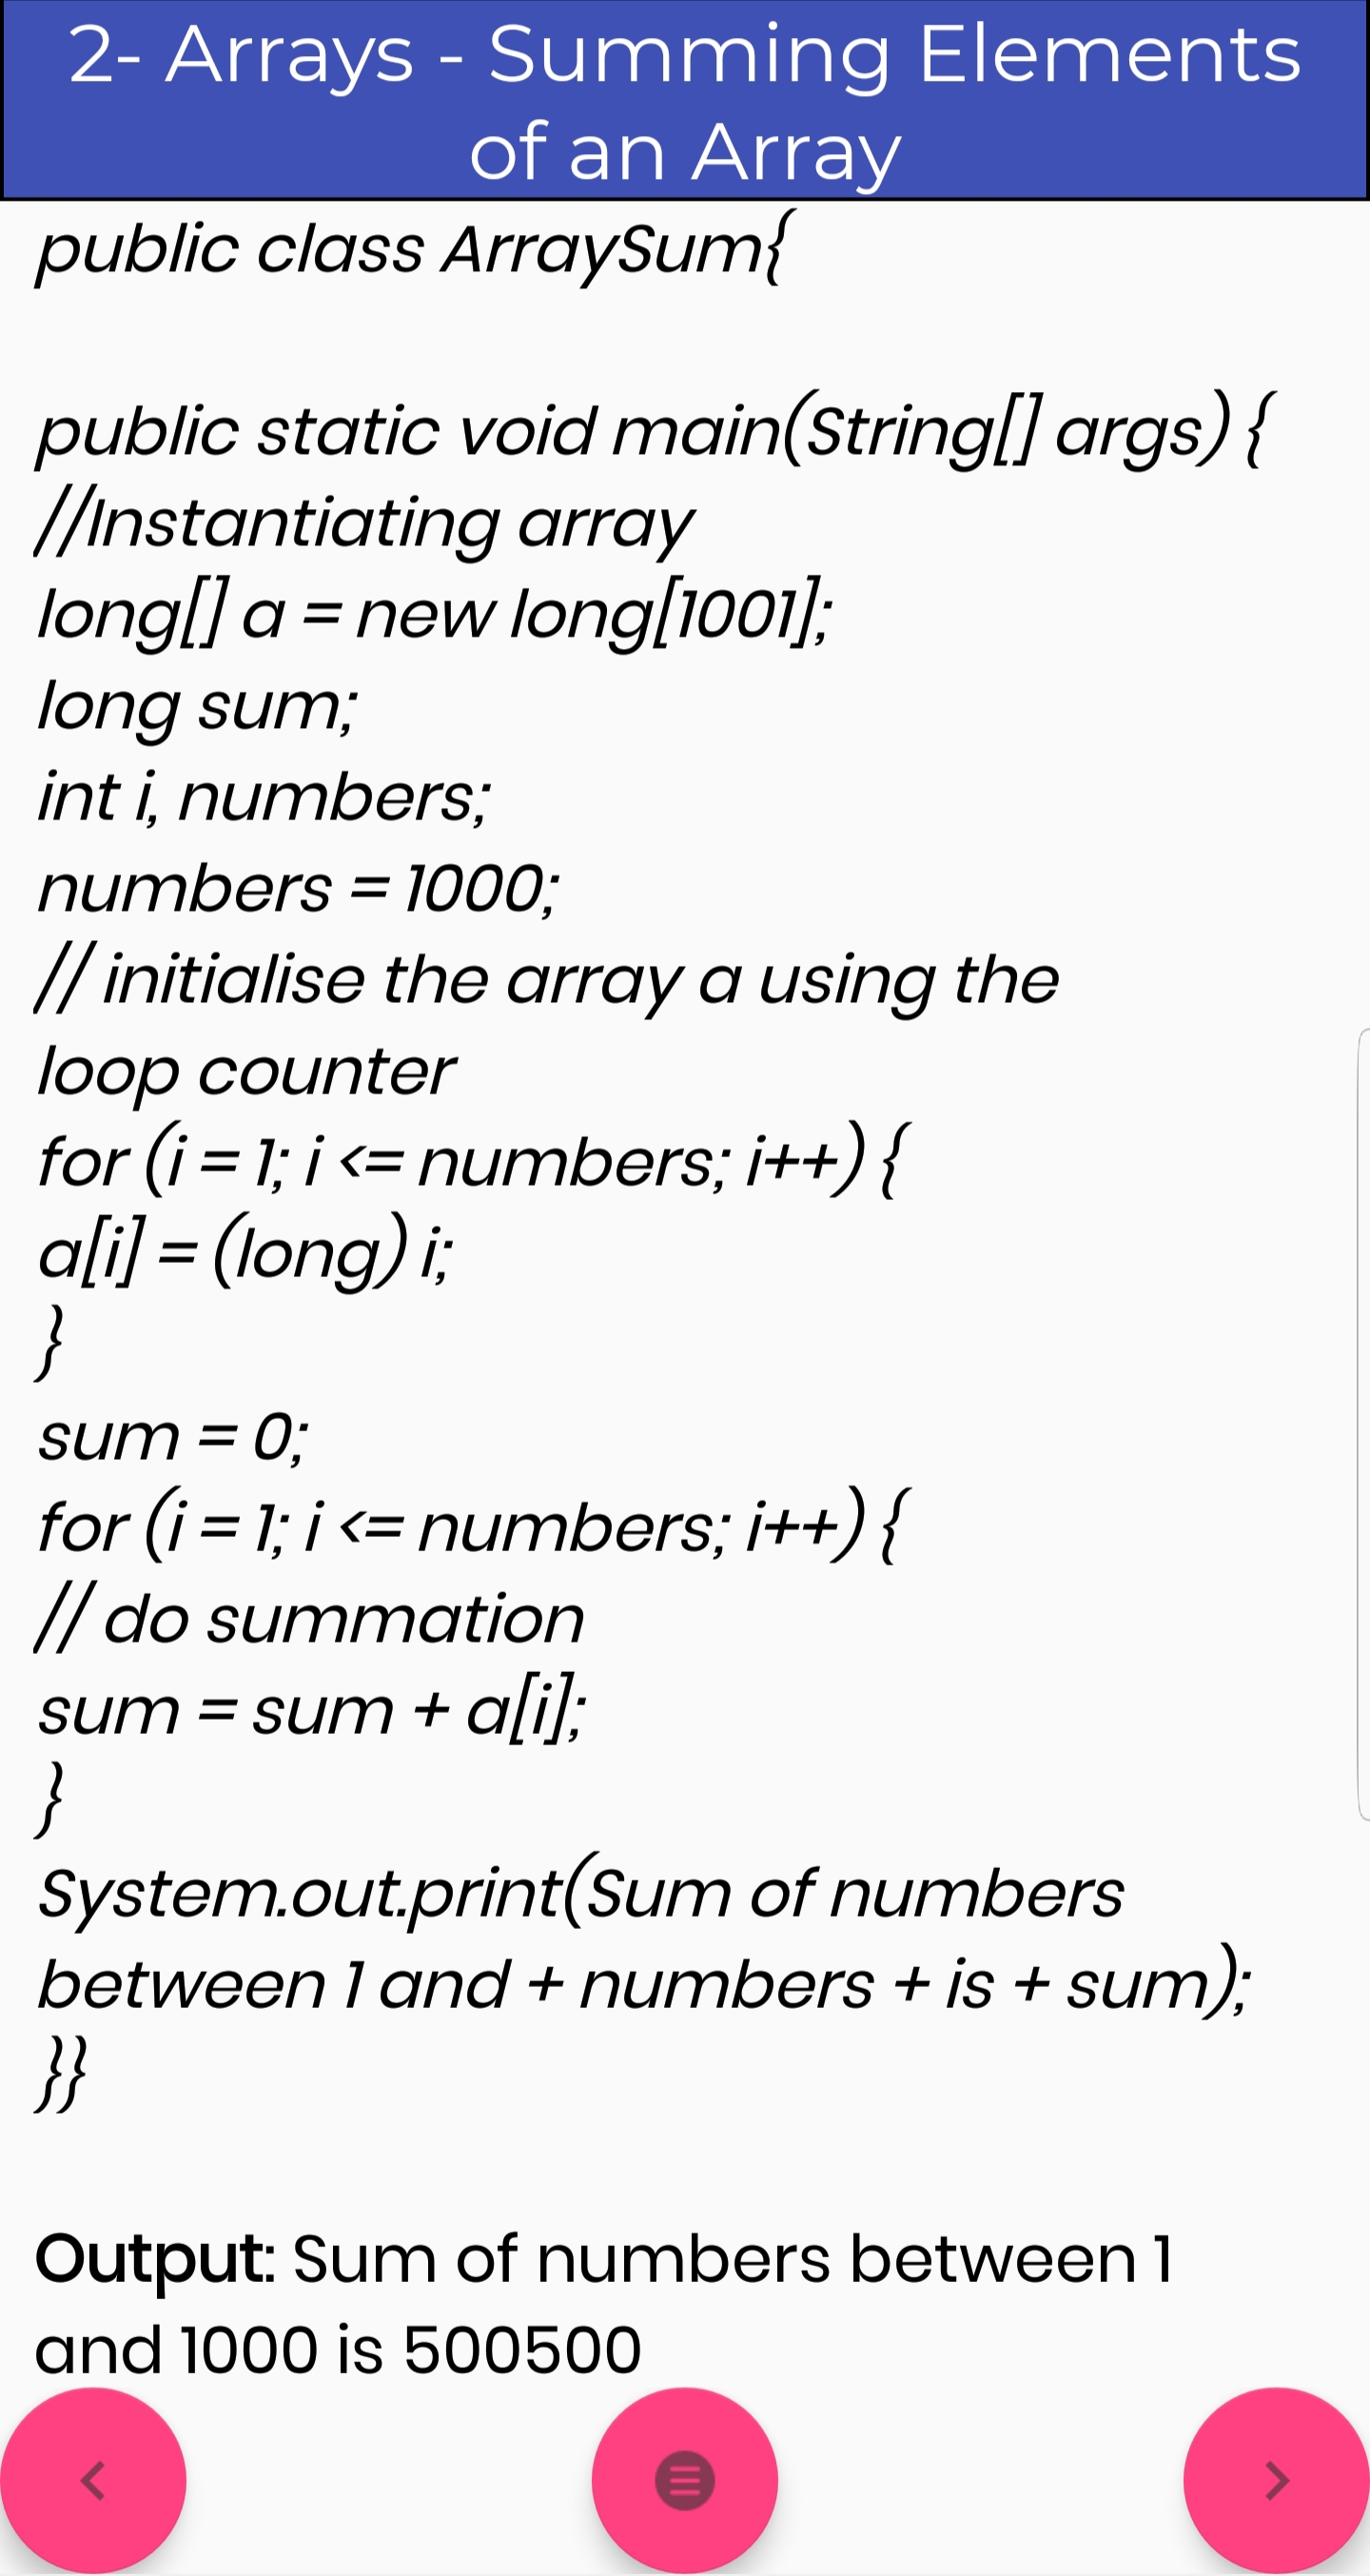 2- Arrays - Summing Elements
of an Array
public class ArraySum{
public static void main(String[] args) {
//Instantiating array
long[] a = new long[1001];
long sum;
int i, numbers;
numbers = 1000;
// initialise the array a using the
loop counter
for (i = 1; i <= numbers; i++) {
a[i] = (long) i;
}
sum = 0;
for (i = 1; i <= numbers; i++) {
// do summation
sum = sum + a[i];
}
System.out.print(Sum of numbers
between 1 and + numbers + is + sum);
}}
Output: Sum of numbers between 1
and 1000 is 500500